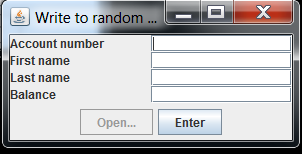 Write to random ...
Account number
First name
Last name
Balance
Open... Enter